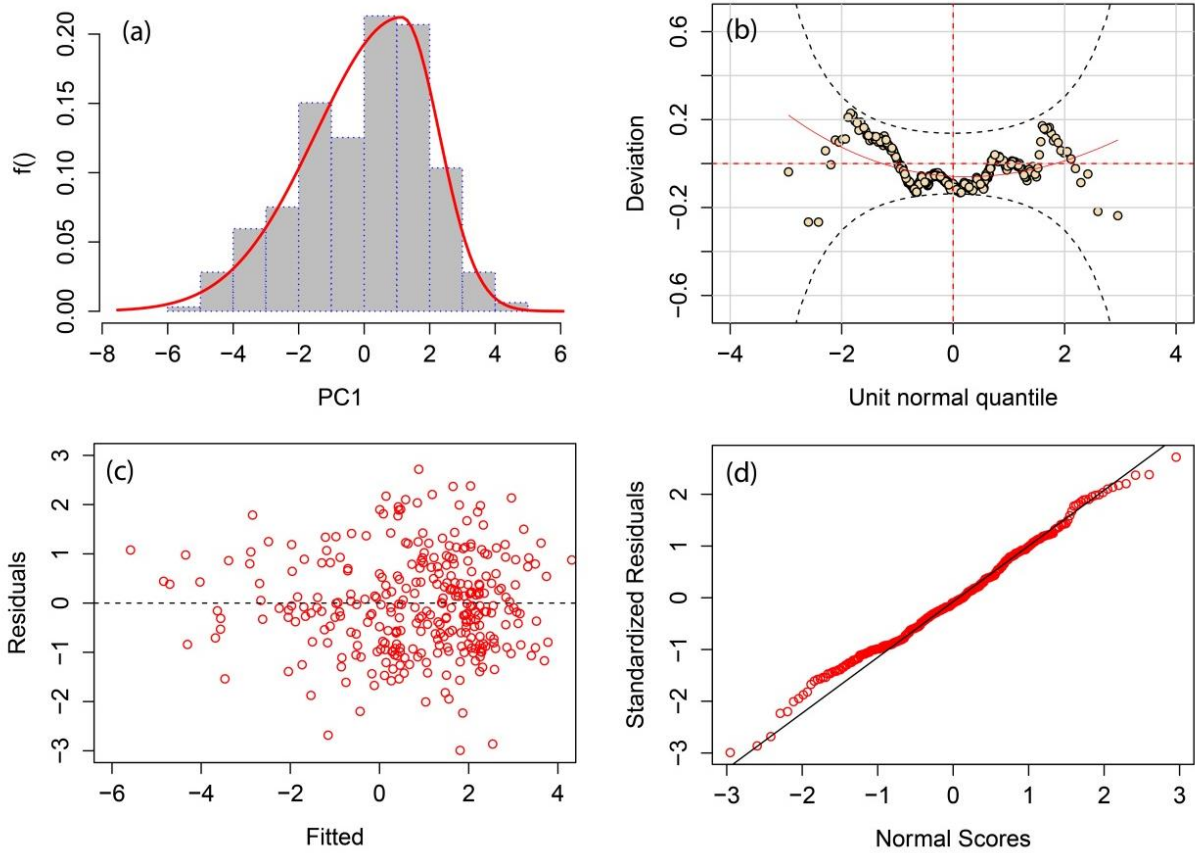 (a)
f()
0.20
0.15
0.10
0.05
0.00
−8 −6 −4 −2 0 2 4 6
PC1
(b)
Deviation
0.6
0.2
−0.2
−0.6
−4 −2 0 2 4
Unit normal quantile
(c)
Residuals
3
2
1
0
−1
−2
−3
−6 −4 −2 0 2 4
Fitted
(d)
Standardized Residuals
2
1
0
−1
−2
−3
−3 −2 −1 0 1 2 3
Normal Scores